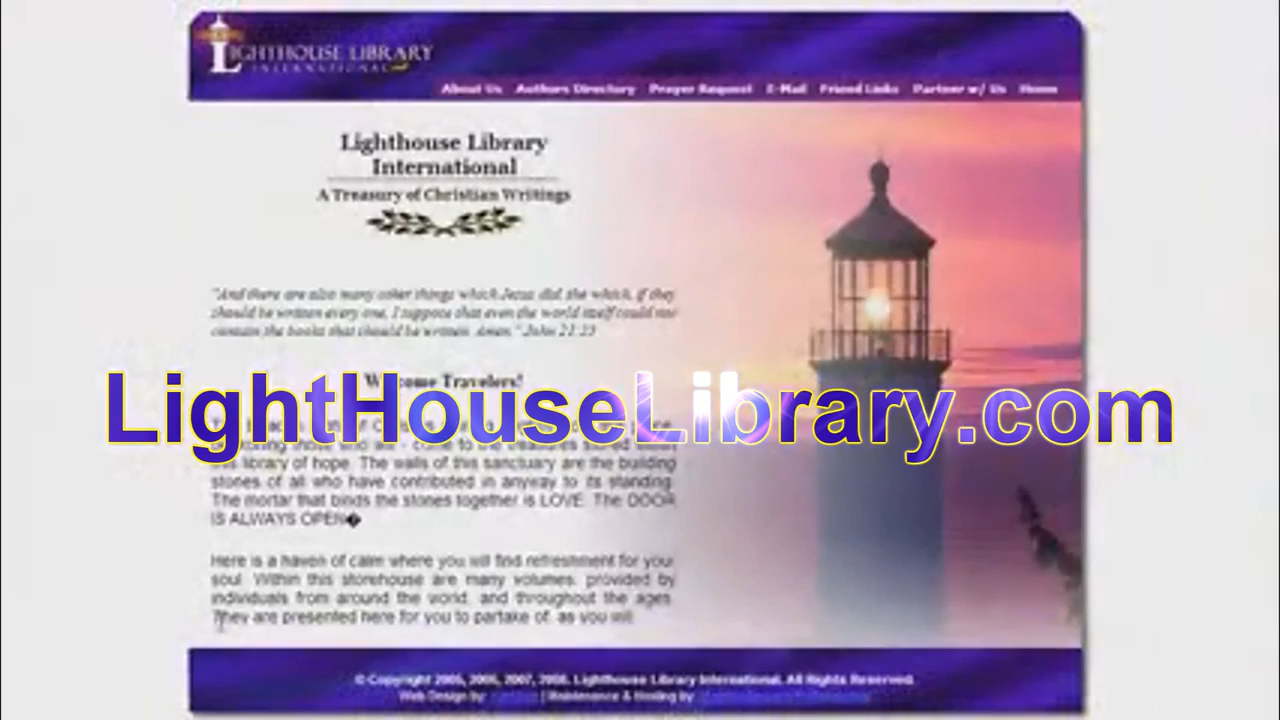 LIGHTHOUSE LIBRARY
INTERNATIONAL
About Us Authors Directory Prayer Request E-Mail Friend Links Partner w/ Us Home
Lighthouse Library
International
A Treasury of Christian Writings
"And there are also many other things which Jesus did, the which, if they
should be written every one, I suppose that even the world itself could not
contain the books that should be written. Amen." John 21:25
Welcome Travelers!
LightHouseLibrary.com
library of hope. The walls of this sanctuary are the building
stones of all who have contributed in anyway to its standing.
The mortar that binds the stones together is LOVE. The DOOR
IS ALWAYS OPEN�
Here is a haven of calm where you will find refreshment for your
soul. Within this storehouse are many volumes, provided by
individuals from around the world, and throughout the ages.
They are presented here for you to partake of, as you will.
© Copyright 2005, 2006, 2007, 2008. Lighthouse Library International. All Rights Reserved.
Web Design by: | Maintenance & Hosting by: